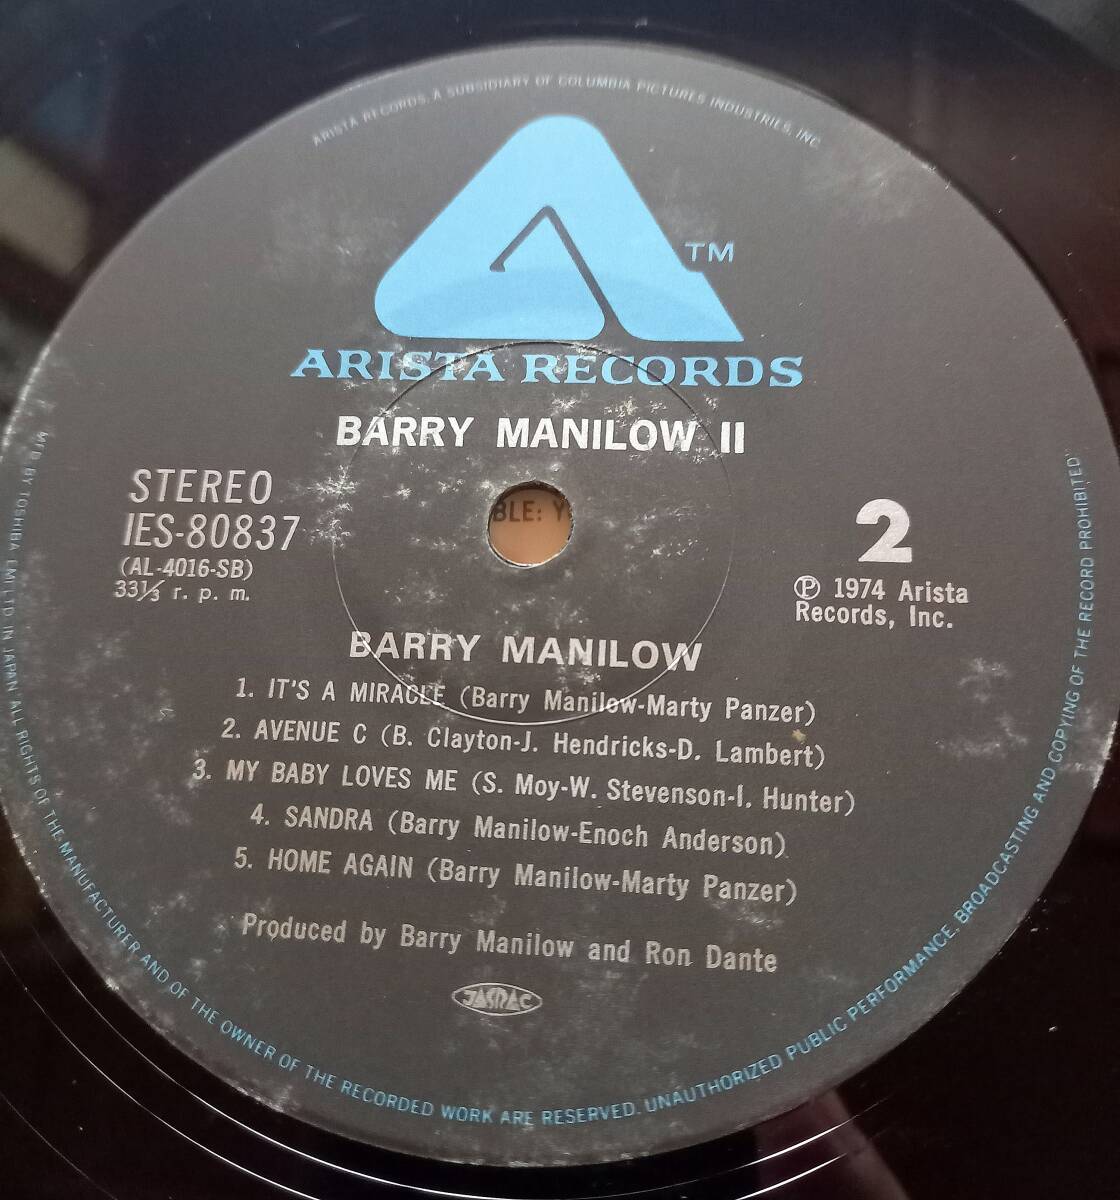 ARISTA RECORDS, A SUBSIDIARY OF COLUMBIA PICTURES INDUSTRIES, INC
TM
ARISTA RECORDS
BARRY MANILOW II
STEREO
IES-80837
(AL-4016-SB)
33⅓ r. p. m.
BLE: Y
2
Ⓟ 1974 Arista
Records, Inc.
BARRY MANILOW
1. IT'S A MIRACLE (Barry Manilow-Marty Panzer)
2. AVENUE C (B. Clayton-J. Hendricks-D. Lambert)
3. MY BABY LOVES ME (S. Moy-W. Stevenson-I. Hunter)
4. SANDRA (Barry Manilow-Enoch Anderson)
5. HOME AGAIN (Barry Manilow-Marty Panzer)
Produced by Barry Manilow and Ron Dante
JASRAC
MFD BY TOSHIBA EMI LTD IN JAPAN ALL RIGHTS OF THE MANUFACTURER AND OF THE OWNER OF THE RECORDED WORK ARE RESERVED. UNAUTHORIZED PUBLIC PERFORMANCE, BROADCASTING AND COPYING OF THE RECORD PROHIBITED